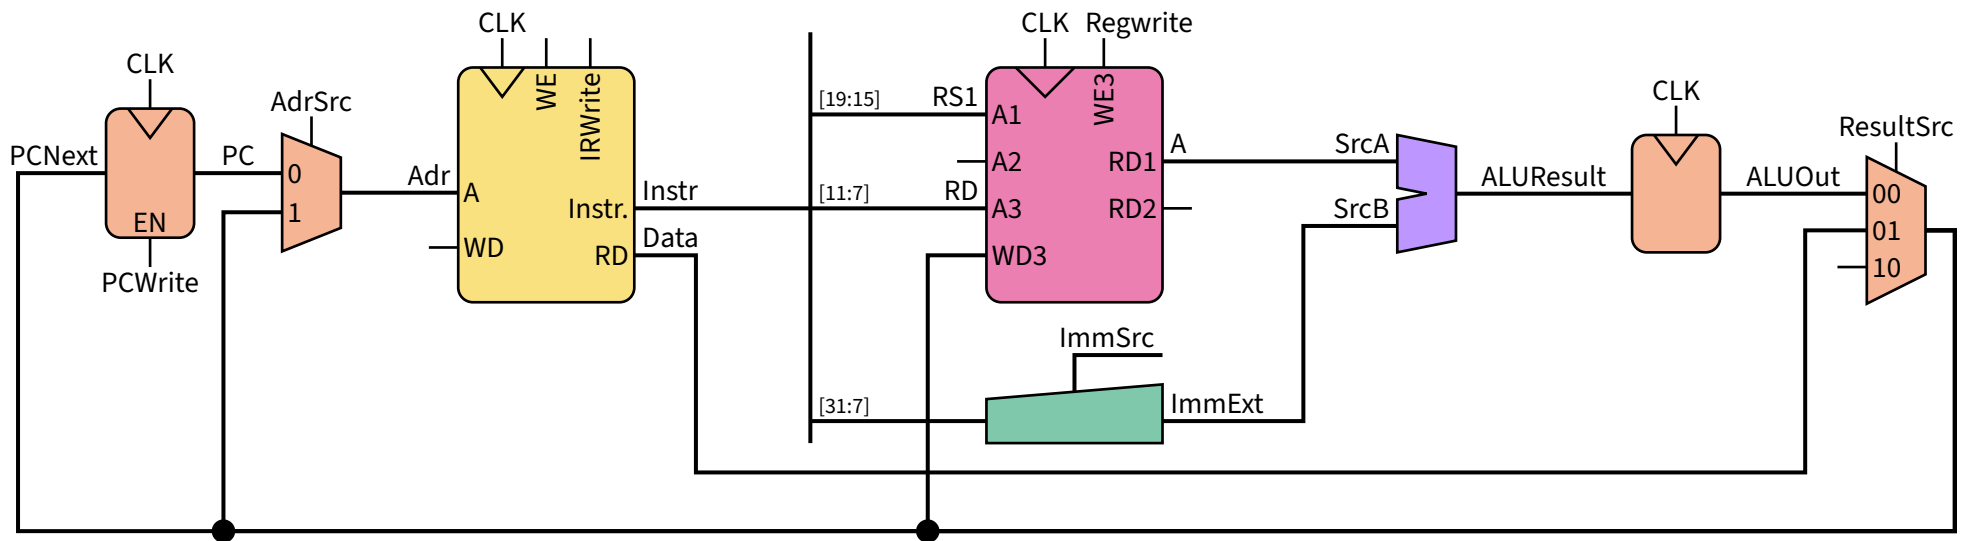 CLK
CLK
Regwrite
CLK
CLK
AdrSrc
WE
IRWrite
WE3
ResultSrc
[19:15]
RS1
A1
PCNext
PC
0
Adr
A
A2
RD1
A
SrcA
ALUResult
ALUOut
00
1
Instr.
Instr
[11:7]
RD
A3
RD2
SrcB
01
EN
WD
RD
Data
WD3
10
PCWrite
ImmSrc
[31:7]
ImmExt